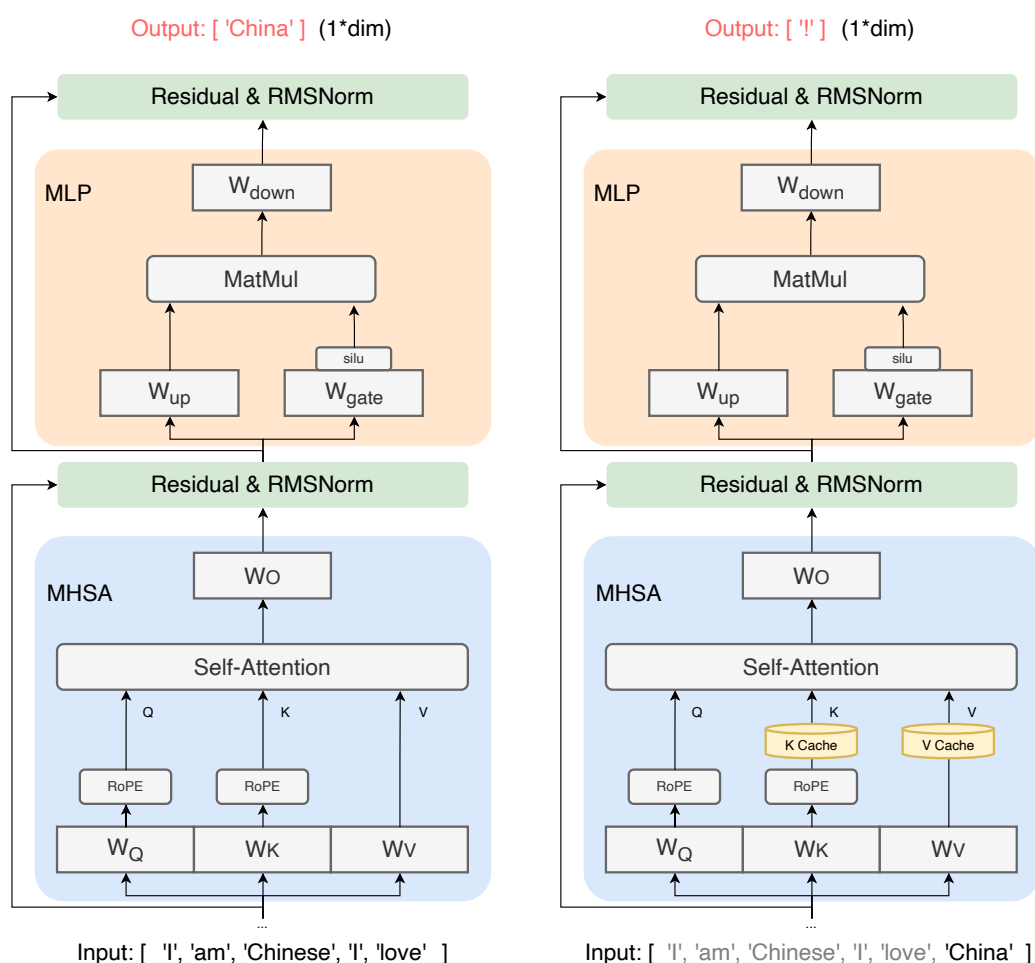 Output: [ 'China' ] (1*dim)
Residual & RMSNorm
MLP
W_down
MatMul
silu
W_up
W_gate
Residual & RMSNorm
MHSA
WO
Self-Attention
Q
K
V
RoPE
RoPE
W_Q
WK
WV
...
Input: [ 'I', 'am', 'Chinese', 'I', 'love' ]
Output: [ '!' ] (1*dim)
Residual & RMSNorm
MLP
W_down
MatMul
silu
W_up
W_gate
Residual & RMSNorm
MHSA
WO
Self-Attention
Q
K
V
K Cache
V Cache
RoPE
RoPE
W_Q
WK
WV
...
Input: [ 'I', 'am', 'Chinese', 'I', 'love', 'China' ]